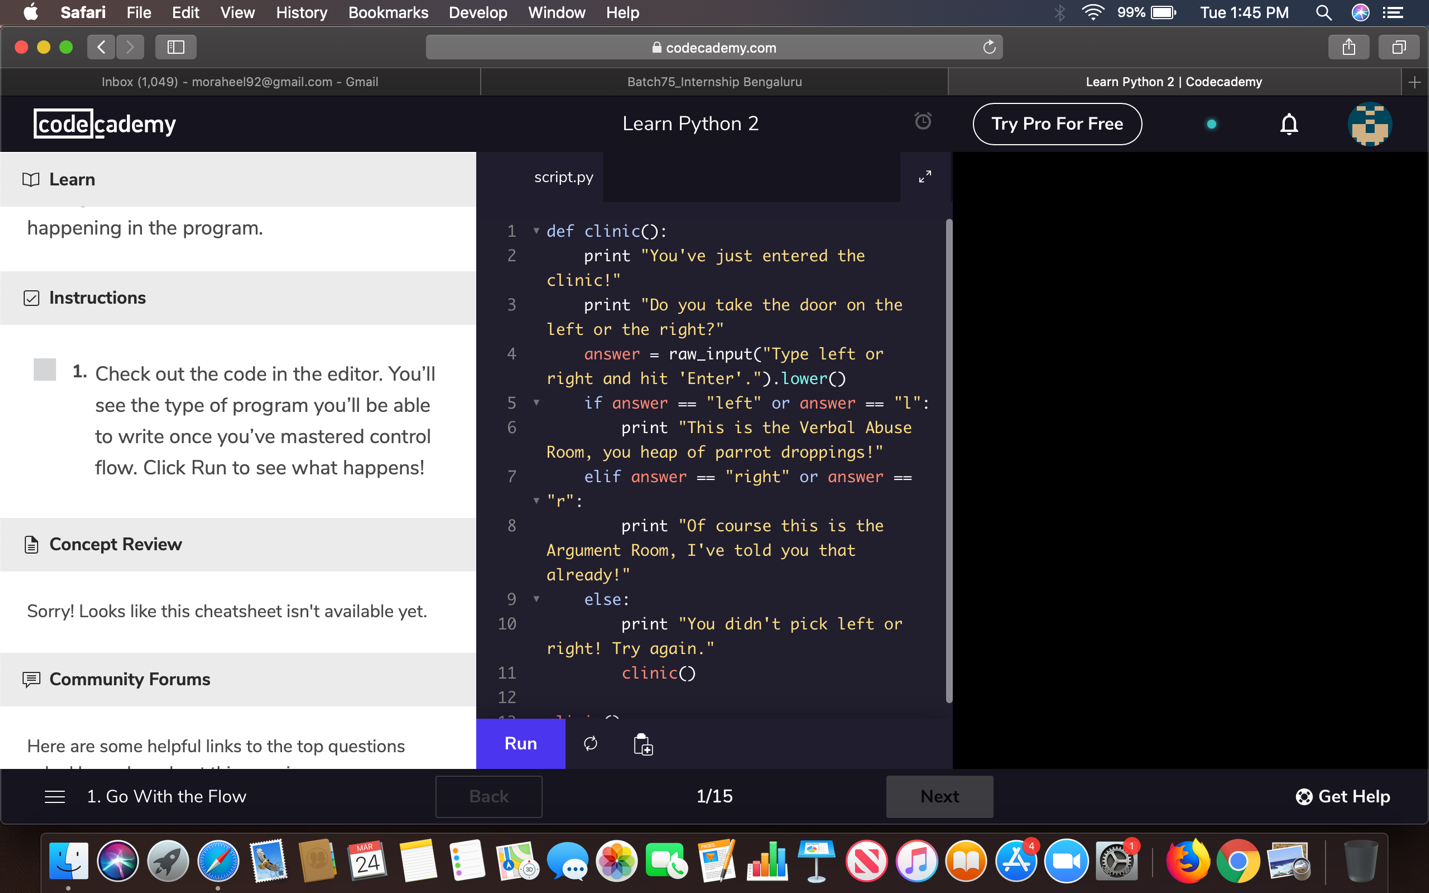 Safari File Edit View History Bookmarks Develop Window Help 99% Tue 1:45 PM
codecademy.com
Inbox (1,049) - moraheel92@gmail.com - Gmail
Batch75_Internship Bengaluru
Learn Python 2 | Codecademy
codecademy
Learn Python 2
Try Pro For Free
Learn
happening in the program.
Instructions
1. Check out the code in the editor. You’ll
see the type of program you’ll be able
to write once you’ve mastered control
flow. Click Run to see what happens!
Concept Review
Sorry! Looks like this cheatsheet isn't available yet.
Community Forums
Here are some helpful links to the top questions
script.py
1 def clinic():
2 print "You've just entered the
clinic!"
3 print "Do you take the door on the
left or the right?"
4 answer = raw_input("Type left or
right and hit 'Enter'.").lower()
5 if answer == "left" or answer == "l":
6 print "This is the Verbal Abuse
Room, you heap of parrot droppings!"
7 elif answer == "right" or answer ==
"r":
8 print "Of course this is the
Argument Room, I've told you that
already!"
9 else:
10 print "You didn't pick left or
right! Try again."
11 clinic()
12
Run
1. Go With the Flow
Back
1/15
Next
Get Help
MAR
24
3D
4
1